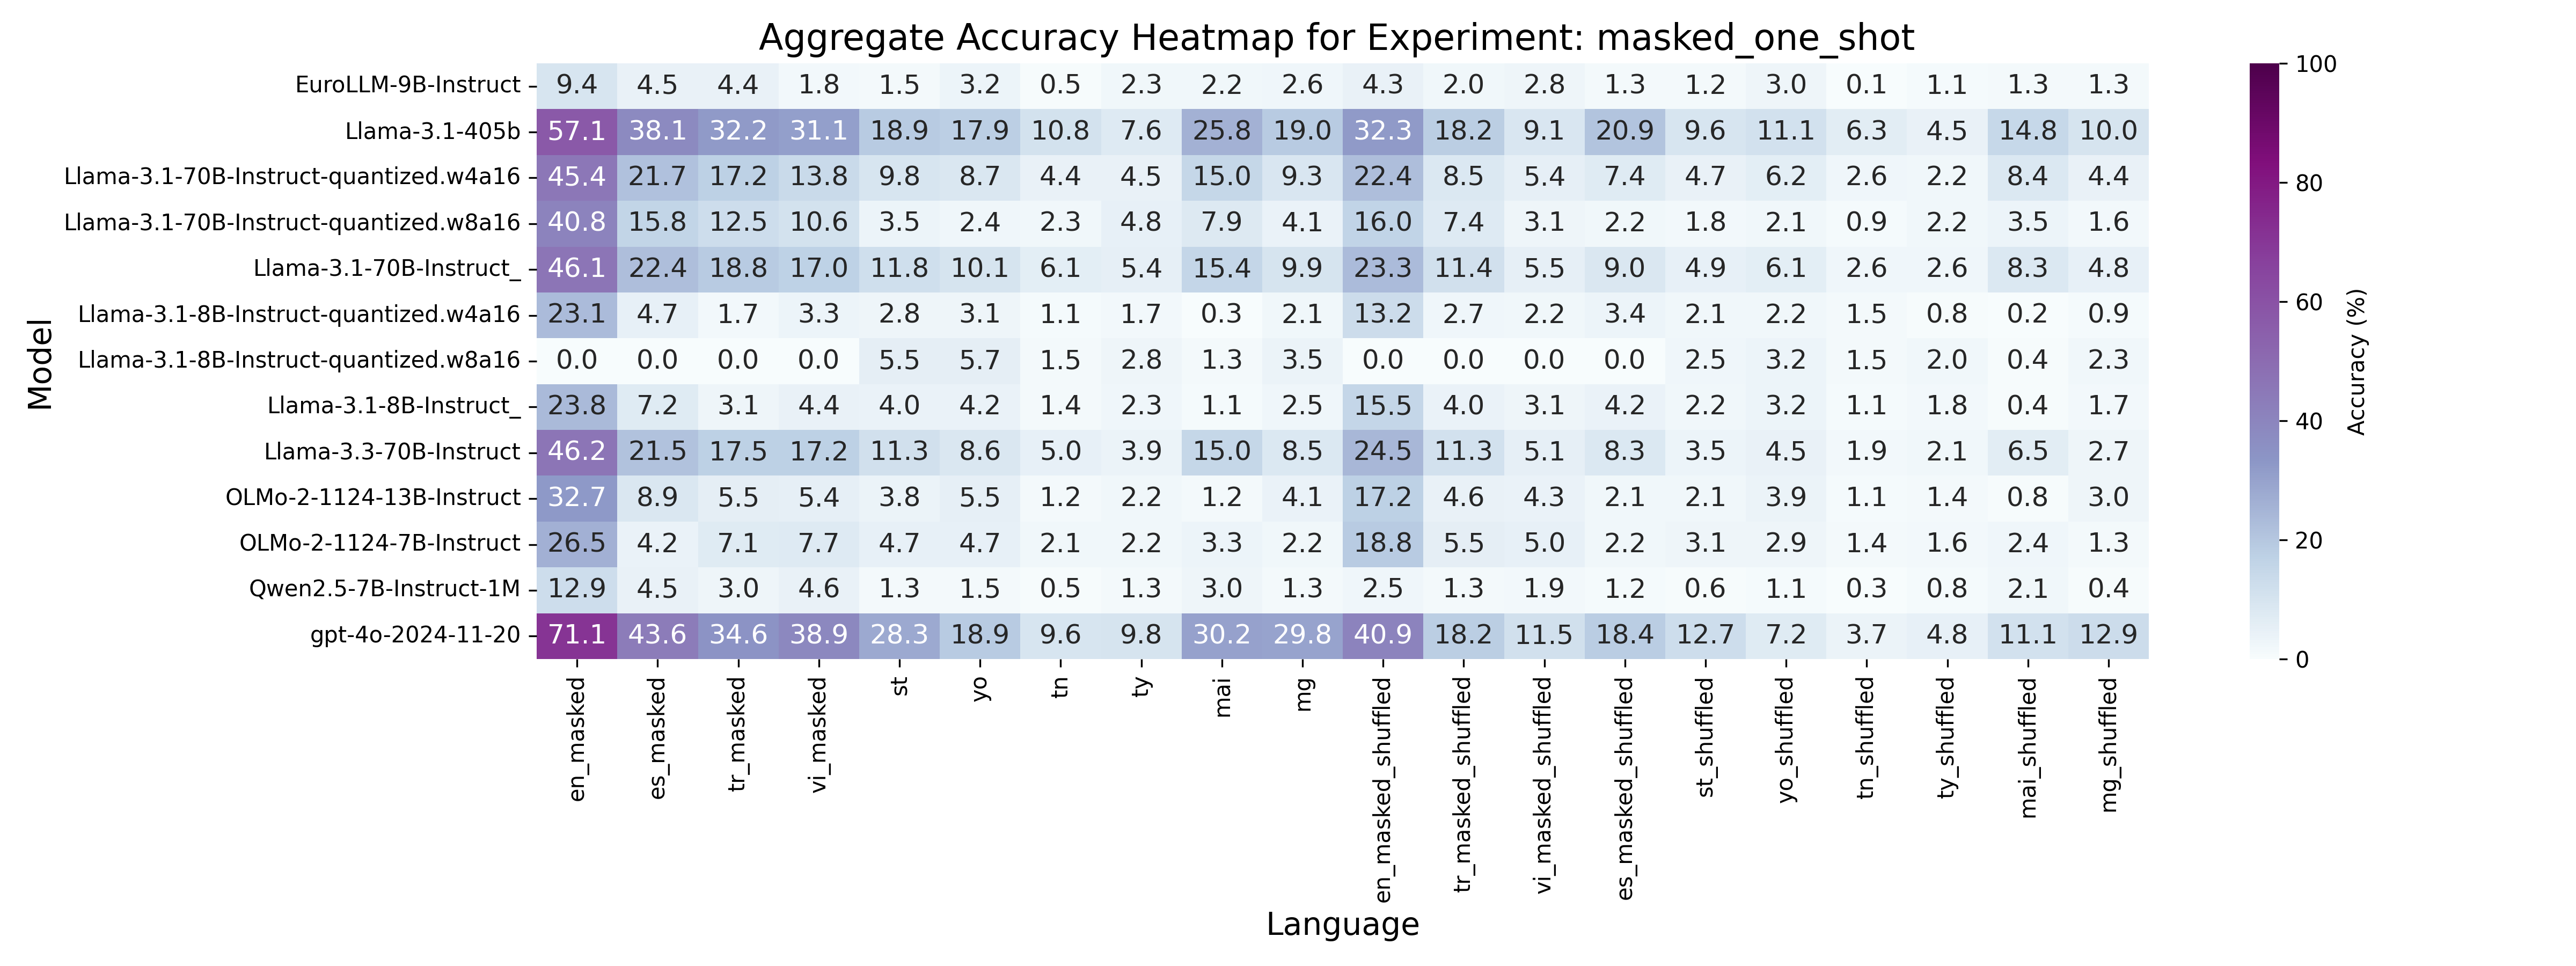 Aggregate Accuracy Heatmap for Experiment: masked_one_shot
Model
EuroLLM-9B-Instruct 9.4 4.5 4.4 1.8 1.5 3.2 0.5 2.3 2.2 2.6 4.3 2.0 2.8 1.3 1.2 3.0 0.1 1.1 1.3 1.3
Llama-3.1-405b 57.1 38.1 32.2 31.1 18.9 17.9 10.8 7.6 25.8 19.0 32.3 18.2 9.1 20.9 9.6 11.1 6.3 4.5 14.8 10.0
Llama-3.1-70B-Instruct-quantized.w4a16 45.4 21.7 17.2 13.8 9.8 8.7 4.4 4.5 15.0 9.3 22.4 8.5 5.4 7.4 4.7 6.2 2.6 2.2 8.4 4.4
Llama-3.1-70B-Instruct-quantized.w8a16 40.8 15.8 12.5 10.6 3.5 2.4 2.3 4.8 7.9 4.1 16.0 7.4 3.1 2.2 1.8 2.1 0.9 2.2 3.5 1.6
Llama-3.1-70B-Instruct_ 46.1 22.4 18.8 17.0 11.8 10.1 6.1 5.4 15.4 9.9 23.3 11.4 5.5 9.0 4.9 6.1 2.6 2.6 8.3 4.8
Llama-3.1-8B-Instruct-quantized.w4a16 23.1 4.7 1.7 3.3 2.8 3.1 1.1 1.7 0.3 2.1 13.2 2.7 2.2 3.4 2.1 2.2 1.5 0.8 0.2 0.9
Llama-3.1-8B-Instruct-quantized.w8a16 0.0 0.0 0.0 0.0 5.5 5.7 1.5 2.8 1.3 3.5 0.0 0.0 0.0 0.0 2.5 3.2 1.5 2.0 0.4 2.3
Llama-3.1-8B-Instruct_ 23.8 7.2 3.1 4.4 4.0 4.2 1.4 2.3 1.1 2.5 15.5 4.0 3.1 4.2 2.2 3.2 1.1 1.8 0.4 1.7
Llama-3.3-70B-Instruct 46.2 21.5 17.5 17.2 11.3 8.6 5.0 3.9 15.0 8.5 24.5 11.3 5.1 8.3 3.5 4.5 1.9 2.1 6.5 2.7
OLMo-2-1124-13B-Instruct 32.7 8.9 5.5 5.4 3.8 5.5 1.2 2.2 1.2 4.1 17.2 4.6 4.3 2.1 2.1 3.9 1.1 1.4 0.8 3.0
OLMo-2-1124-7B-Instruct 26.5 4.2 7.1 7.7 4.7 4.7 2.1 2.2 3.3 2.2 18.8 5.5 5.0 2.2 3.1 2.9 1.4 1.6 2.4 1.3
Qwen2.5-7B-Instruct-1M 12.9 4.5 3.0 4.6 1.3 1.5 0.5 1.3 3.0 1.3 2.5 1.3 1.9 1.2 0.6 1.1 0.3 0.8 2.1 0.4
gpt-4o-2024-11-20 71.1 43.6 34.6 38.9 28.3 18.9 9.6 9.8 30.2 29.8 40.9 18.2 11.5 18.4 12.7 7.2 3.7 4.8 11.1 12.9
en_masked es_masked tr_masked vi_masked st yo tn ty mai mg en_masked_shuffled tr_masked_shuffled vi_masked_shuffled es_masked_shuffled st_shuffled yo_shuffled tn_shuffled ty_shuffled mai_shuffled mg_shuffled
Language
100
80
60
40
20
0
Accuracy (%)